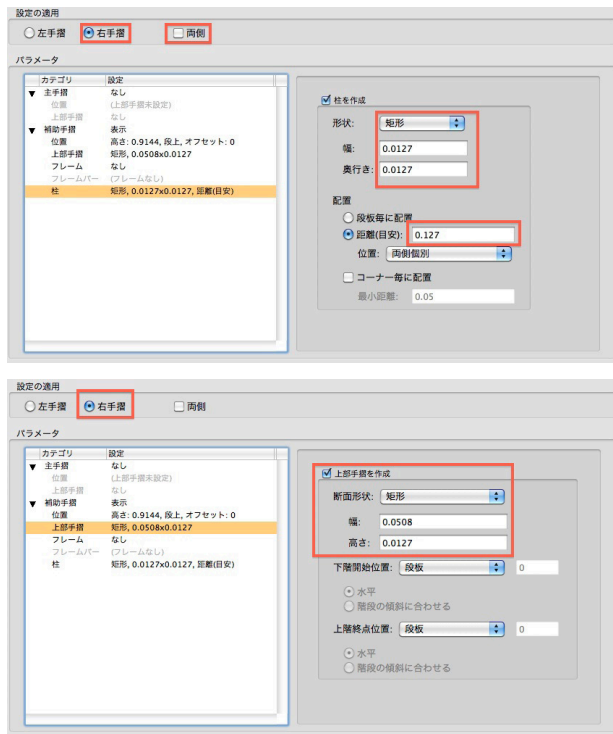 設定の適用
左手摺 右手摺 両側
パラメータ
カテゴリ 設定
主手摺 なし
位置 (上部手摺未設定)
上部手摺 なし
補助手摺 表示
位置 高さ: 0.9144, 段上, オフセット: 0
上部手摺 矩形, 0.0508x0.0127
フレーム なし
フレームバー (フレームなし)
柱 矩形, 0.0127x0.0127, 距離(目安)
柱を作成
形状: 矩形
幅: 0.0127
奥行き: 0.0127
配置
段板毎に配置
距離(目安): 0.127
位置: 両側個別
コーナー毎に配置
最小距離: 0.05
設定の適用
左手摺 右手摺 両側
パラメータ
カテゴリ 設定
主手摺 なし
位置 (上部手摺未設定)
上部手摺 なし
補助手摺 表示
位置 高さ: 0.9144, 段上, オフセット: 0
上部手摺 矩形, 0.0508x0.0127
フレーム なし
フレームバー (フレームなし)
柱 矩形, 0.0127x0.0127, 距離(目安)
上部手摺を作成
断面形状: 矩形
幅: 0.0508
高さ: 0.0127
下階開始位置: 段板 0
水平
階段の傾斜に合わせる
上階終点位置: 段板 0
水平
階段の傾斜に合わせる